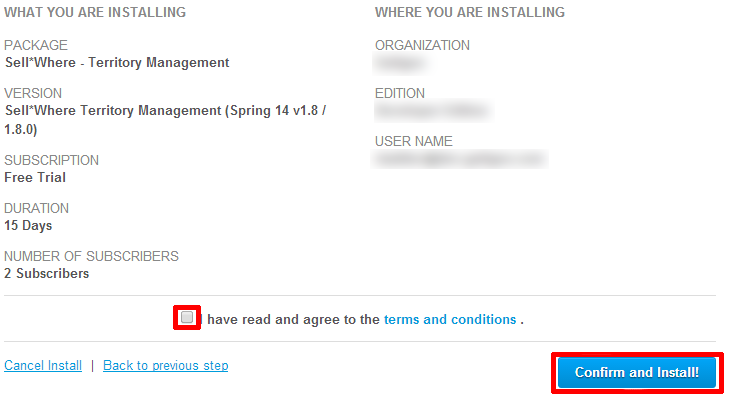 WHAT YOU ARE INSTALLING
PACKAGE
Sell*Where - Territory Management
VERSION
Sell*Where Territory Management (Spring 14 v1.8 /
1.8.0)
SUBSCRIPTION
Free Trial
DURATION
15 Days
NUMBER OF SUBSCRIBERS
2 Subscribers
WHERE YOU ARE INSTALLING
ORGANIZATION
EDITION
USER NAME
I have read and agree to the terms and conditions .
Cancel Install | Back to previous step
Confirm and Install!